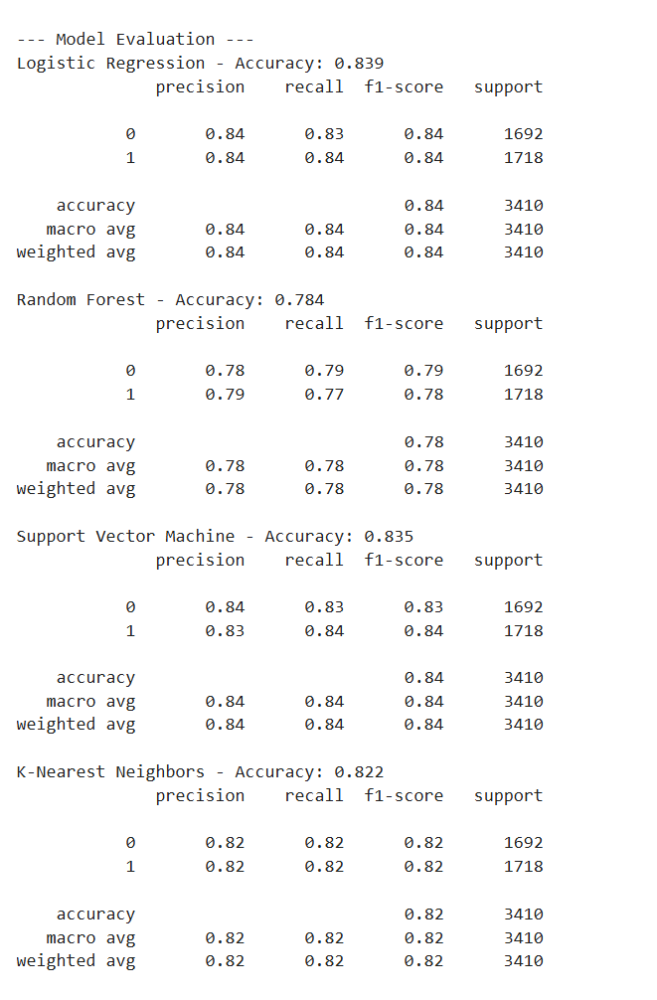 --- Model Evaluation ---
Logistic Regression - Accuracy: 0.839
              precision    recall  f1-score   support

           0       0.84      0.83      0.84      1692
           1       0.84      0.84      0.84      1718

    accuracy                           0.84      3410
   macro avg       0.84      0.84      0.84      3410
weighted avg       0.84      0.84      0.84      3410

Random Forest - Accuracy: 0.784
              precision    recall  f1-score   support

           0       0.78      0.79      0.79      1692
           1       0.79      0.77      0.78      1718

    accuracy                           0.78      3410
   macro avg       0.78      0.78      0.78      3410
weighted avg       0.78      0.78      0.78      3410

Support Vector Machine - Accuracy: 0.835
              precision    recall  f1-score   support

           0       0.84      0.83      0.83      1692
           1       0.83      0.84      0.84      1718

    accuracy                           0.84      3410
   macro avg       0.84      0.84      0.84      3410
weighted avg       0.84      0.84      0.84      3410

K-Nearest Neighbors - Accuracy: 0.822
              precision    recall  f1-score   support

           0       0.82      0.82      0.82      1692
           1       0.82      0.82      0.82      1718

    accuracy                           0.82      3410
   macro avg       0.82      0.82      0.82      3410
weighted avg       0.82      0.82      0.82      3410